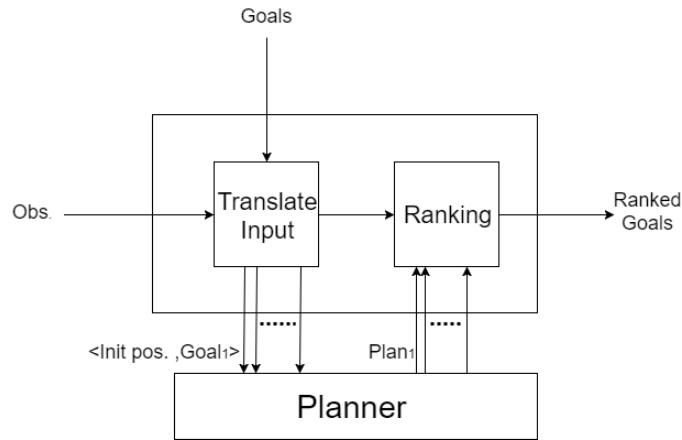 Goals
Obs.
Translate
Input
Ranking
Ranked
Goals
......
.....
<Init pos. ,Goal₁>
Plan₁
Planner